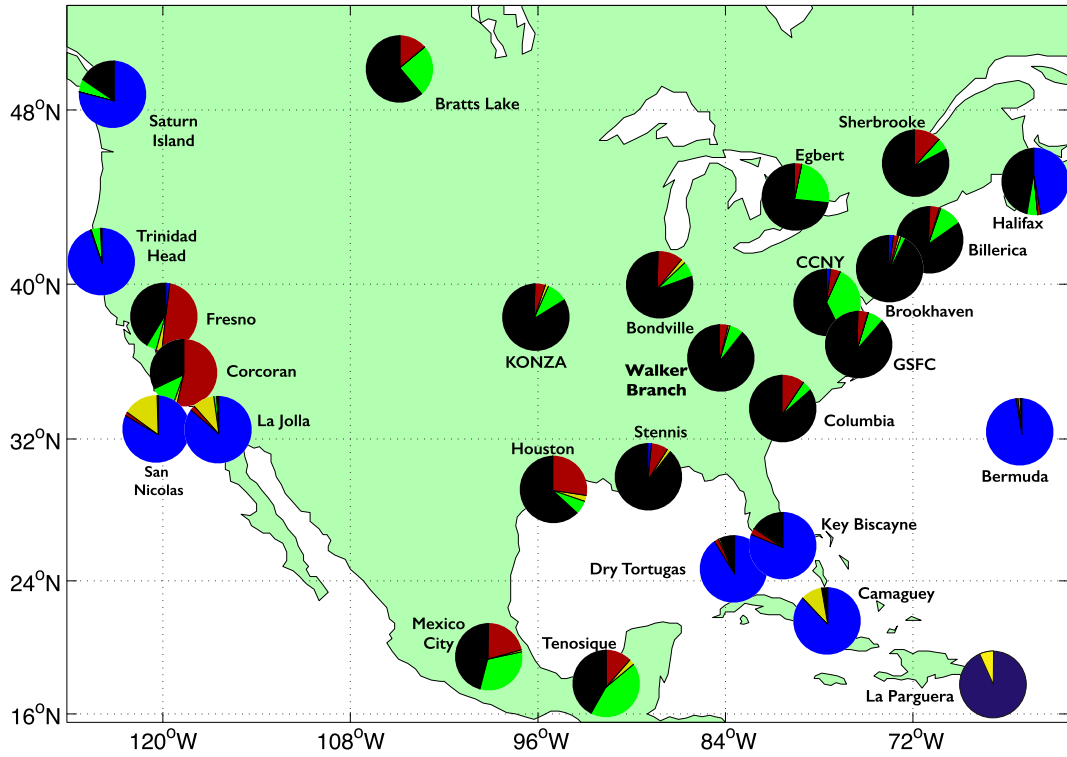 Bratts Lake
48°N
Saturn
Island
Sherbrooke
Egbert
Halifax
Trinidad
Head
Billerica
CCNY
40°N
Brookhaven
Fresno
Bondville
KONZA
GSFC
Corcoran
Walker
Branch
La Jolla
Columbia
Stennis
32°N
Houston
San
Nicolas
Bermuda
Key Biscayne
Dry Tortugas
24°N
Camaguey
Mexico
City
Tenosique
La Parguera
16°N
120°W
108°W
96°W
84°W
72°W